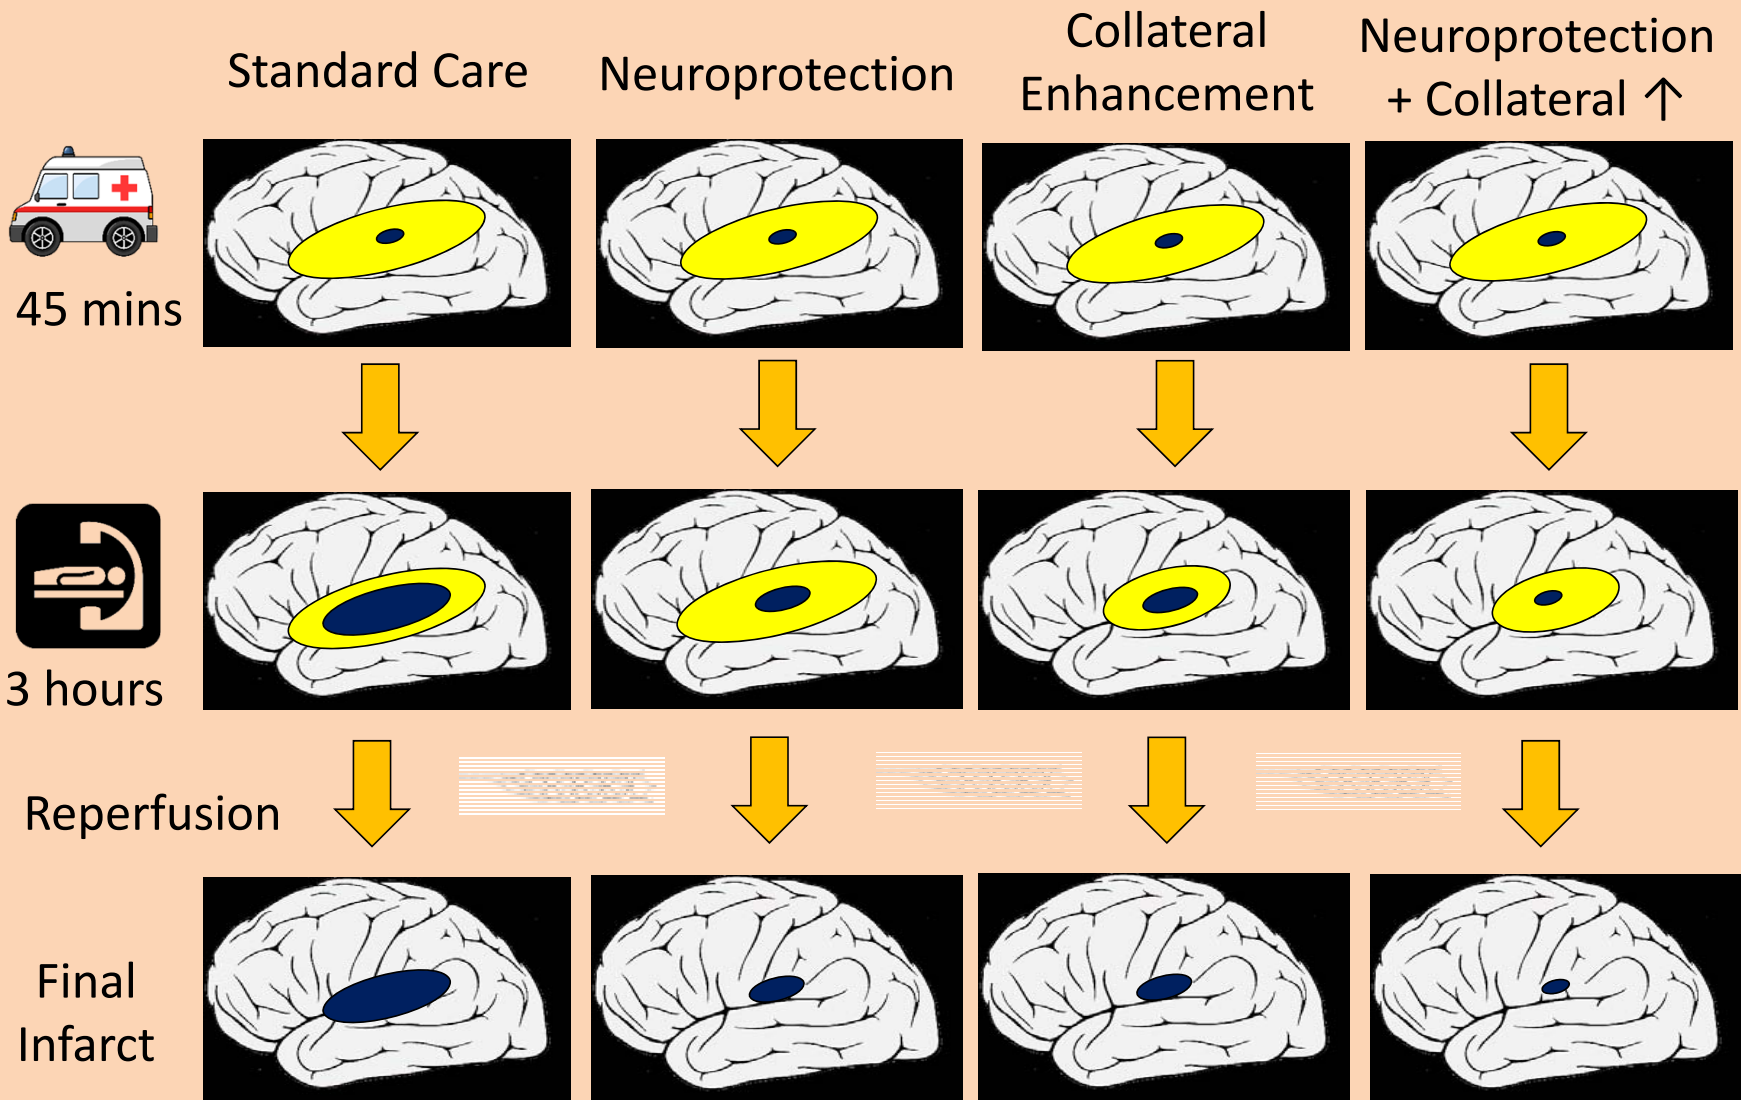 Standard Care
Neuroprotection
Collateral
Enhancement
Neuroprotection
+ Collateral ↑
45 mins
3 hours
Reperfusion
Final
Infarct